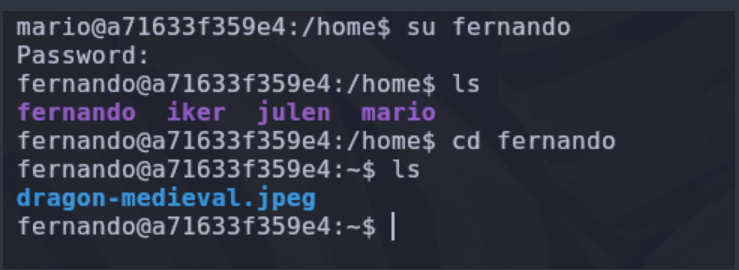 mario@a71633f359e4:/home$ su fernando
Password:
fernando@a71633f359e4:/home$ ls
fernando  iker  julen  mario
fernando@a71633f359e4:/home$ cd fernando
fernando@a71633f359e4:~$ ls
dragon-medieval.jpeg
fernando@a71633f359e4:~$